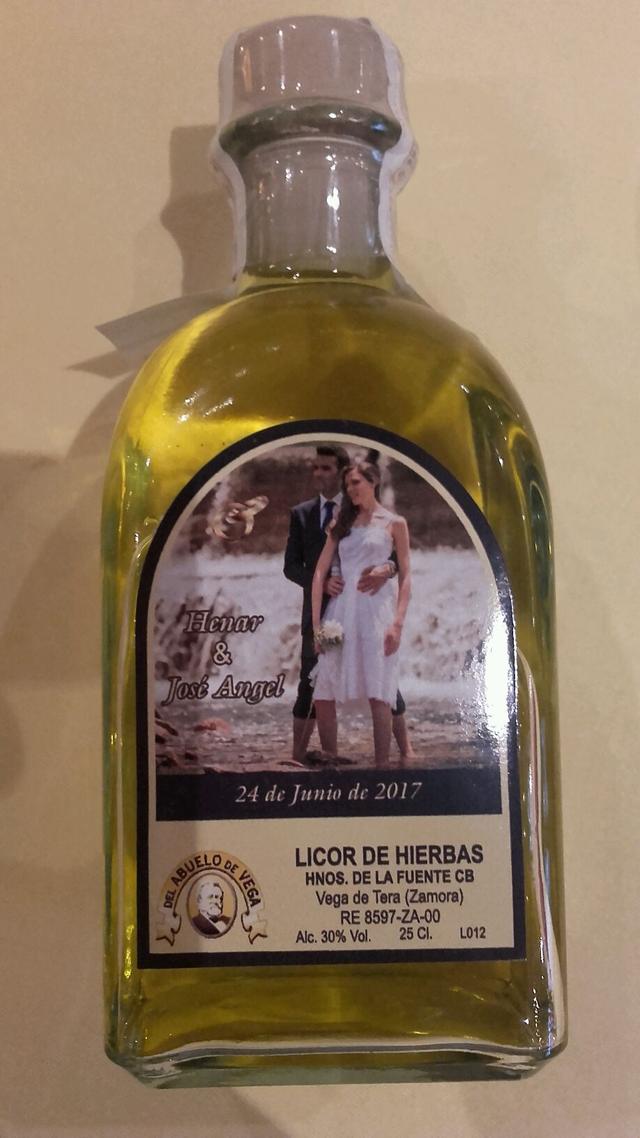 Henar
&
José Angel
24 de Junio de 2017
DEL ABUELO DE VEGA
LICOR DE HIERBAS
HNOS. DE LA FUENTE CB
Vega de Tera (Zamora)
RE 8597-ZA-00
Alc. 30% Vol. 25 Cl. L012